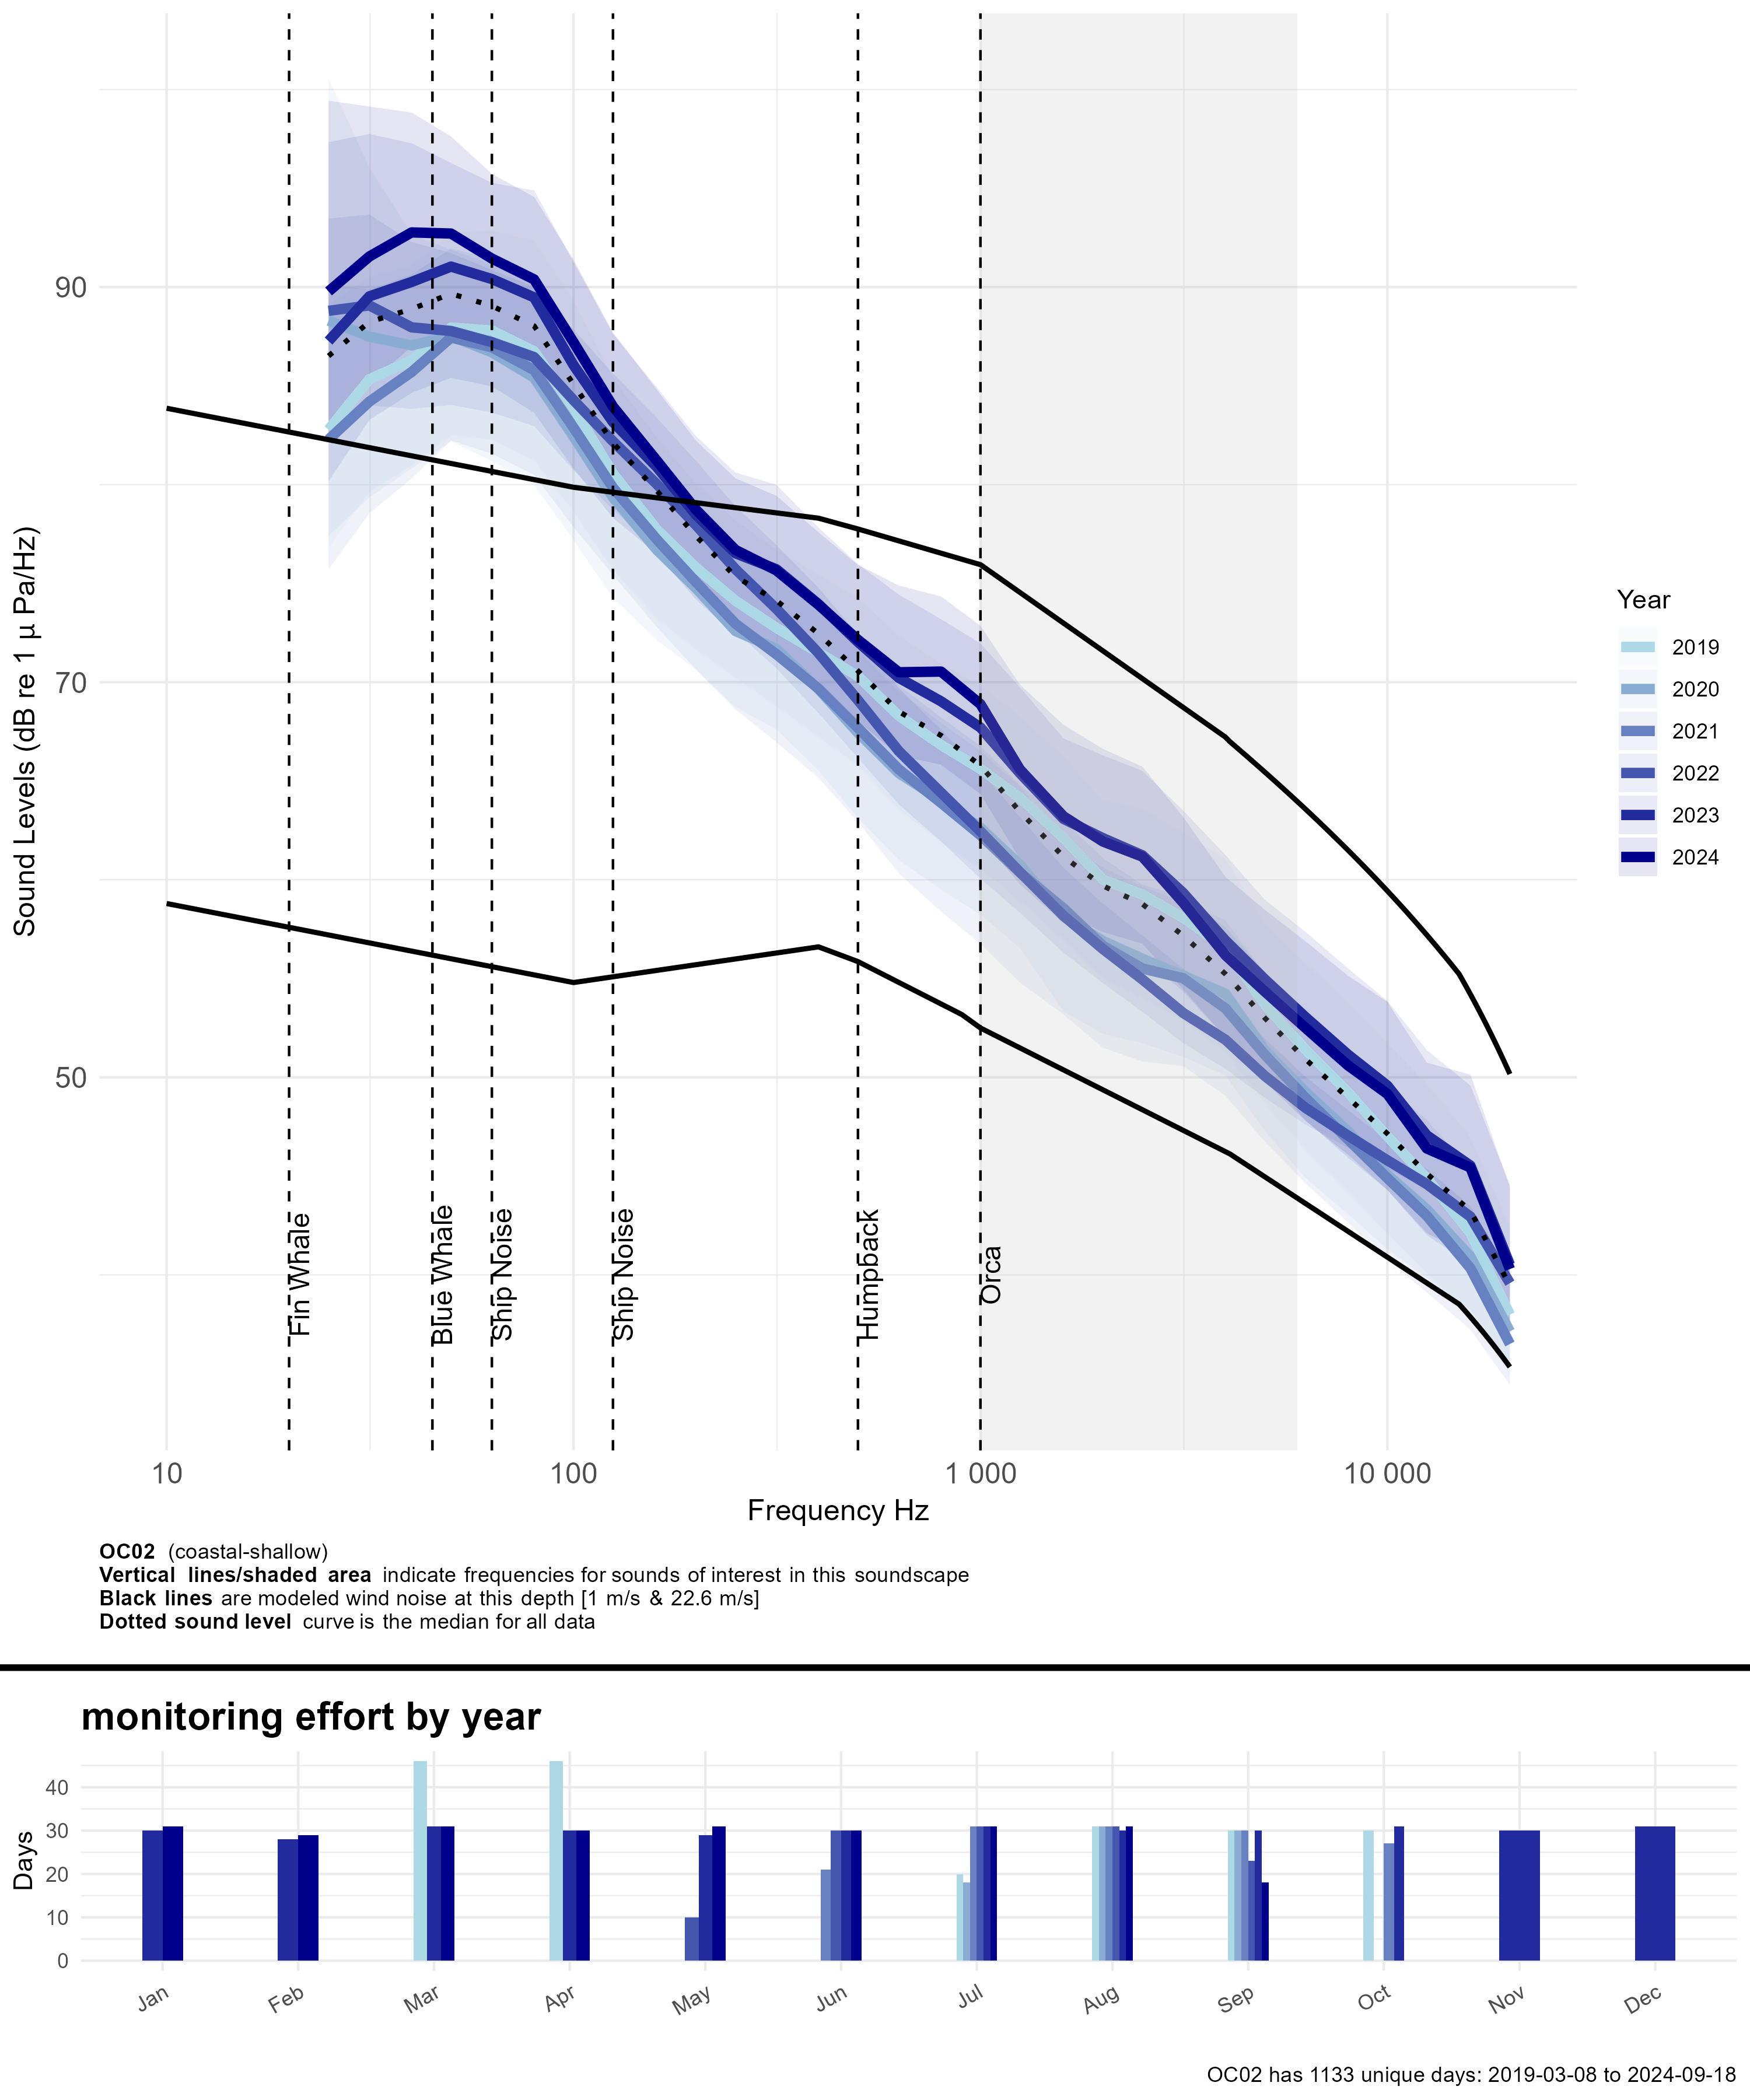 90
70
50
Sound Levels (dB re 1 µ Pa/Hz)
Fin Whale
Blue Whale
Ship Noise
Ship Noise
Humpback
Orca
10
100
1 000
10 000
Frequency Hz
Year
2019
2020
2021
2022
2023
2024
OC02 (coastal-shallow)
Vertical lines/shaded area indicate frequencies for sounds of interest in this soundscape
Black lines are modeled wind noise at this depth [1 m/s & 22.6 m/s]
Dotted sound level curve is the median for all data
monitoring effort by year
Days
40
30
20
10
0
Jan
Feb
Mar
Apr
May
Jun
Jul
Aug
Sep
Oct
Nov
Dec
OC02 has 1133 unique days: 2019-03-08 to 2024-09-18